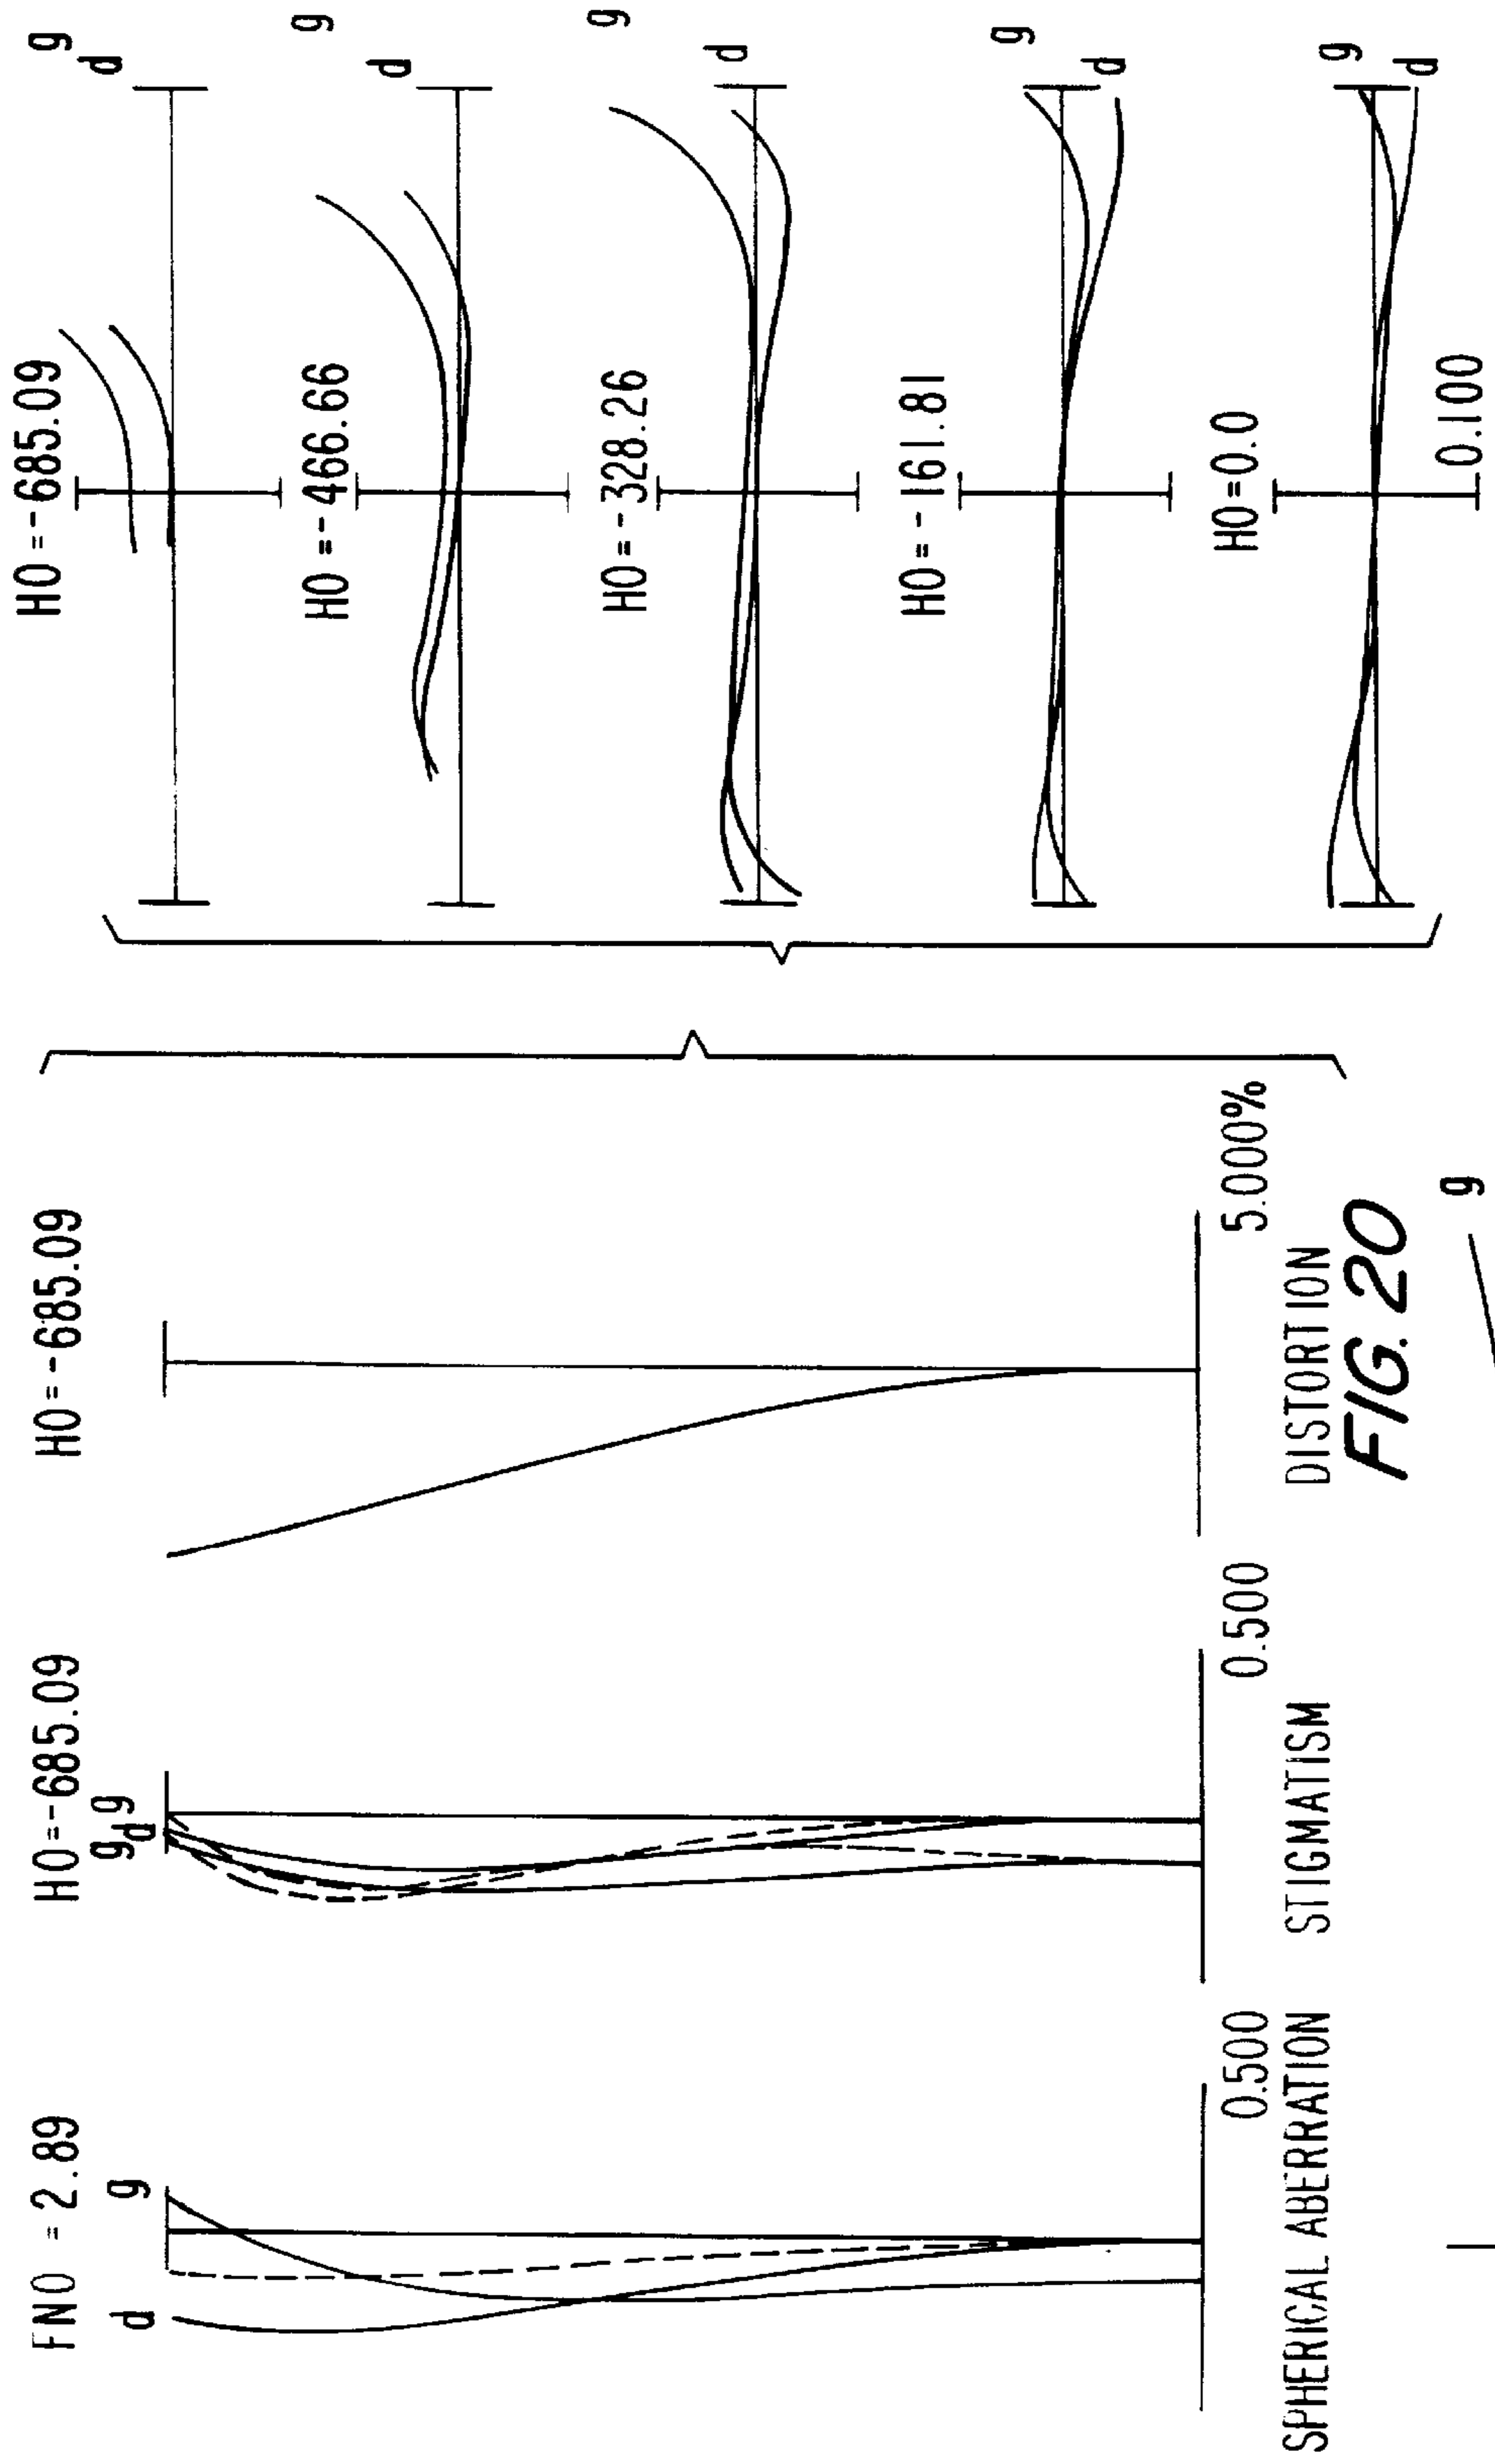 FNO = 2.89
d
g
0.500
SPHERICAL ABERRATION
HO=-685.09
g
d
g
0.500
STIGMATISM
HO=-685.09
5.000%
DISTORTION
FIG. 20
HO=-685.09
g
d
HO=-466.66
g
d
HO=-328.26
g
d
HO=-161.81
g
d
HO=0.0
g
d
0.100
g